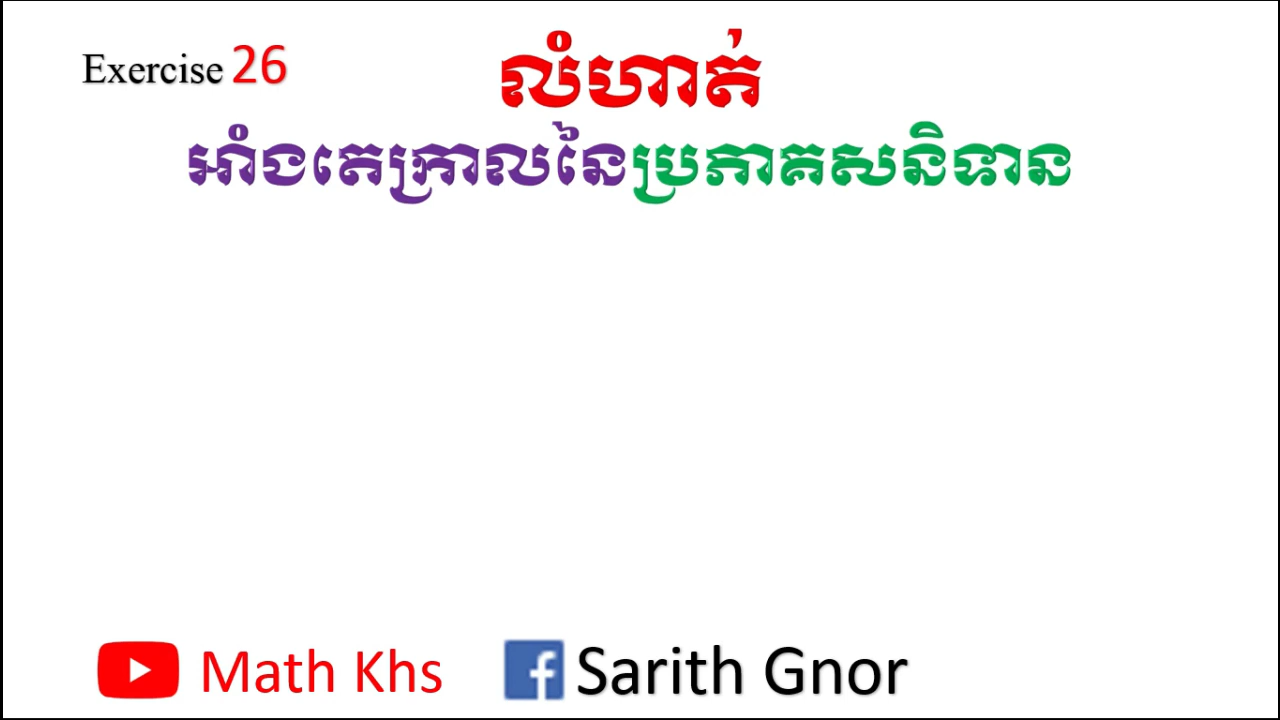 Exercise 26
លំហាត់
អាំងតេក្រាលនៃប្រភាគសនិទាន
Math Khs
Sarith Gnor